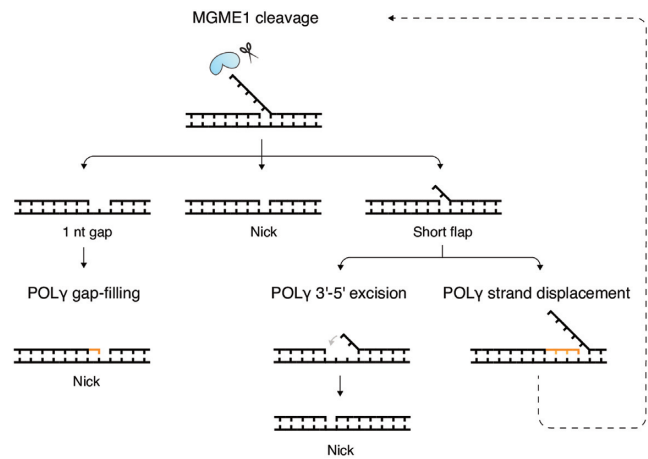 MGME1 cleavage
1 nt gap
Nick
Short flap
POLγ gap-filling
POLγ 3'-5' excision
POLγ strand displacement
Nick
Nick